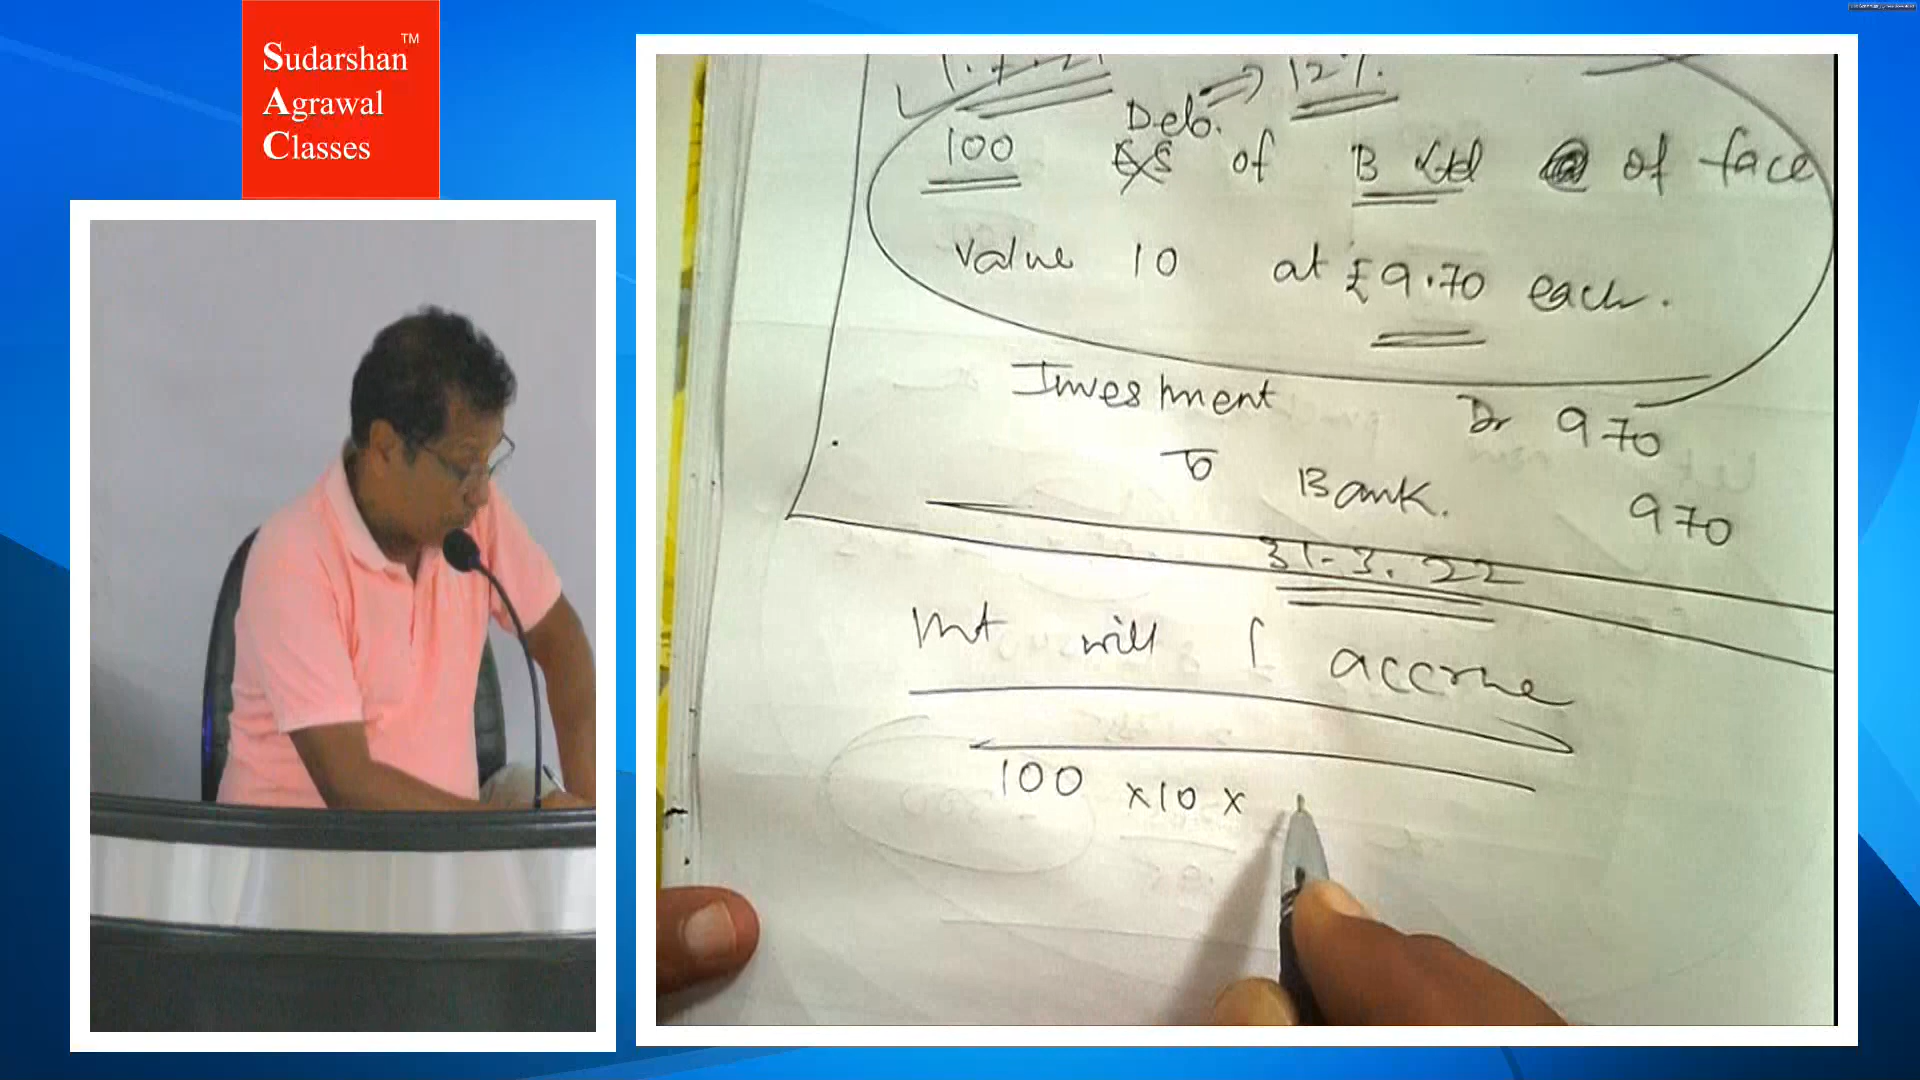 Sudarshan™
Agrawal
Classes
12%.
Deb.
100 of B Ltd of face
Value 10 at £9.70 each.
Investment Dr 970
To Bank. 970
31-3.22
Int will accrue
100 x10 x